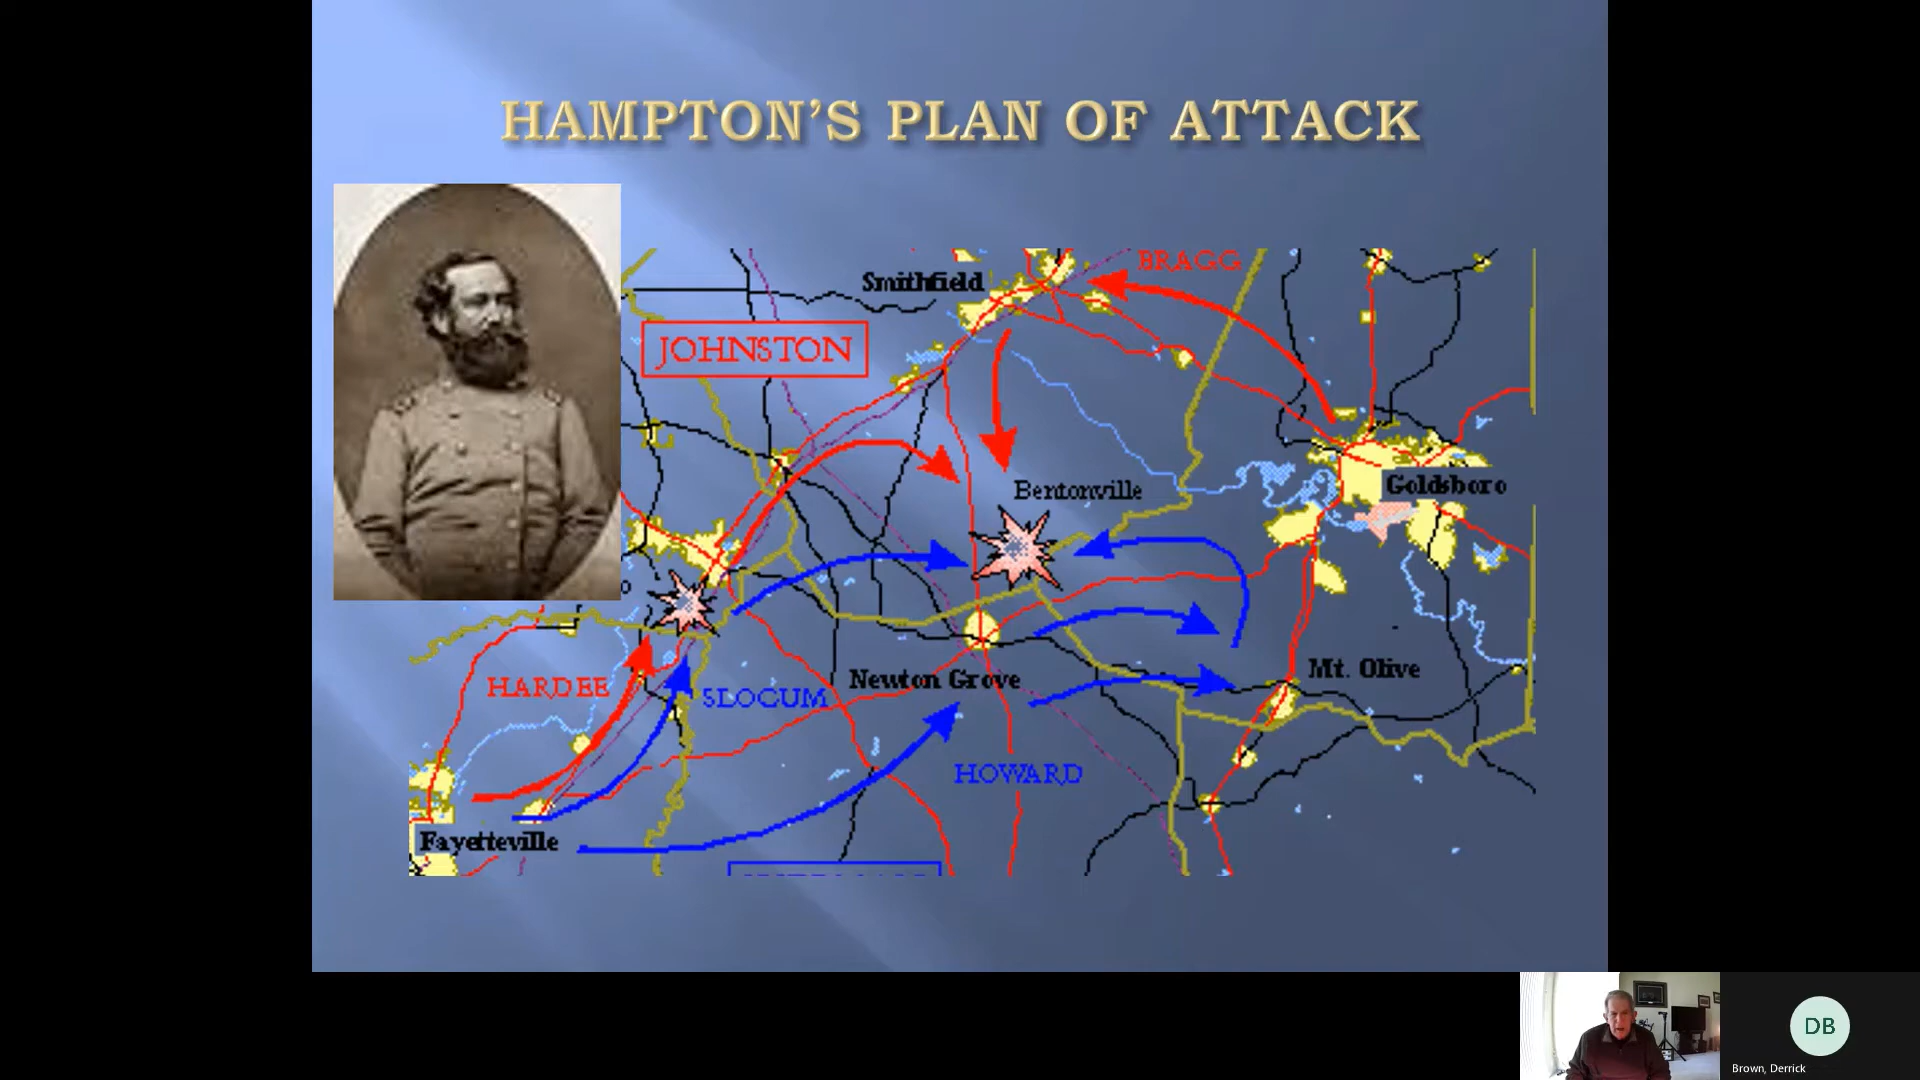 HAMPTON'S PLAN OF ATTACK
BRAGG
Smithfield
JOHNSTON
Goldsboro
Bentonville
Mt. Olive
HARDEE
SLOCUM
Newton Grove
HOWARD
Fayetteville
DB
Brown, Derrick